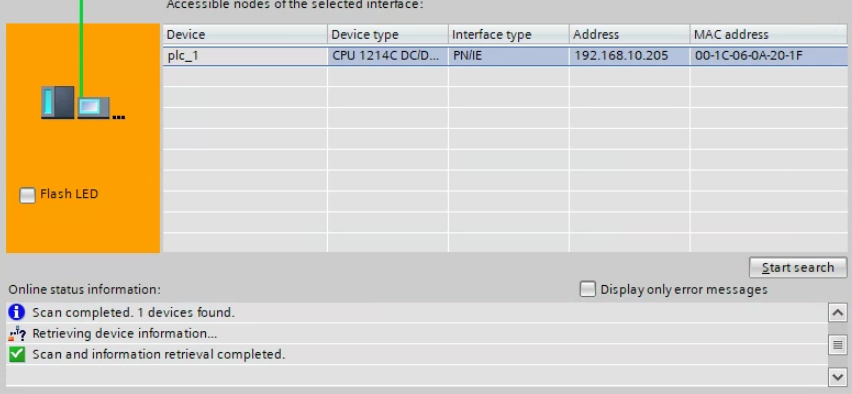 Accessible nodes of the selected interface:
Device Device type Interface type Address MAC address
plc_1 CPU 1214C DC/D... PN/IE 192.168.10.205 00-1C-06-0A-20-1F
Flash LED
Start search
Online status information: Display only error messages
Scan completed. 1 devices found.
Retrieving device information...
Scan and information retrieval completed.